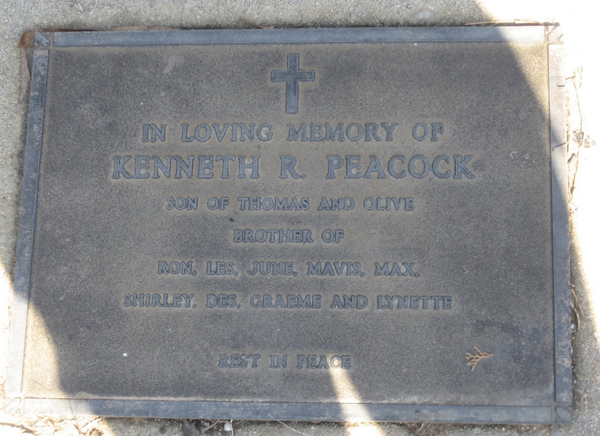 IN LOVING MEMORY OF
KENNETH R. PEACOCK
SON OF THOMAS AND OLIVE
BROTHER OF
RON, LES, JUNE, MAVIS, MAX,
SHIRLEY, DES, GRAEME AND LYNETTE
REST IN PEACE